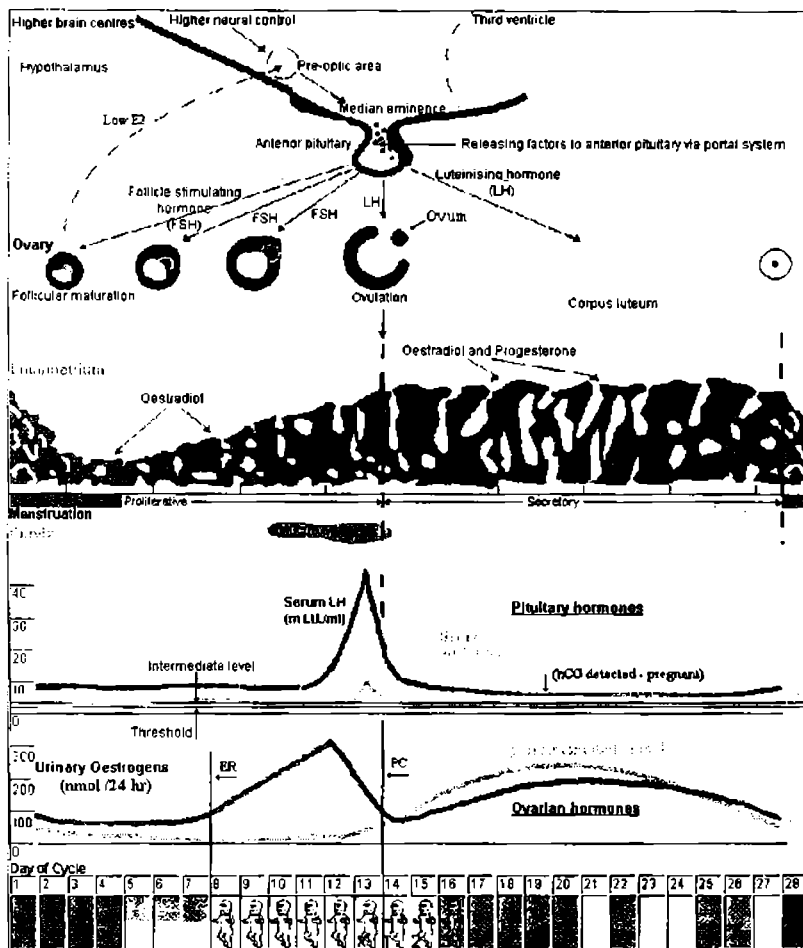 Higher brain centres
Higher neural control
Third ventricle
Hypothalamus
Pre-optic area
Median eminence
Low E2
Anterior pituitary
Releasing factors to anterior pituitary via portal system
Follicle stimulating
hormone
(FSH)
FSH
FSH
LH
Luteinising hormone
(LH)
Ovum
Ovary
Follicular maturation
Ovulation
Corpus luteum
Oestradiol and Progesterone
Oestradiol
Proliferative
Secretory
Menstruation
40
30
20
10
Serum LH
Pituitary hormones
Intermediate level
(hCG detected - pregnant)
0
Threshold
300
200
100
0
Urinary Oestrogens
(nmol /24 hr)
ER
PC
Ovarian hormones
Day of Cycle
1 2 3 4 5 6 7 8 9 10 11 12 13 14 15 16 17 18 19 20 21 22 23 24 25 26 27 28